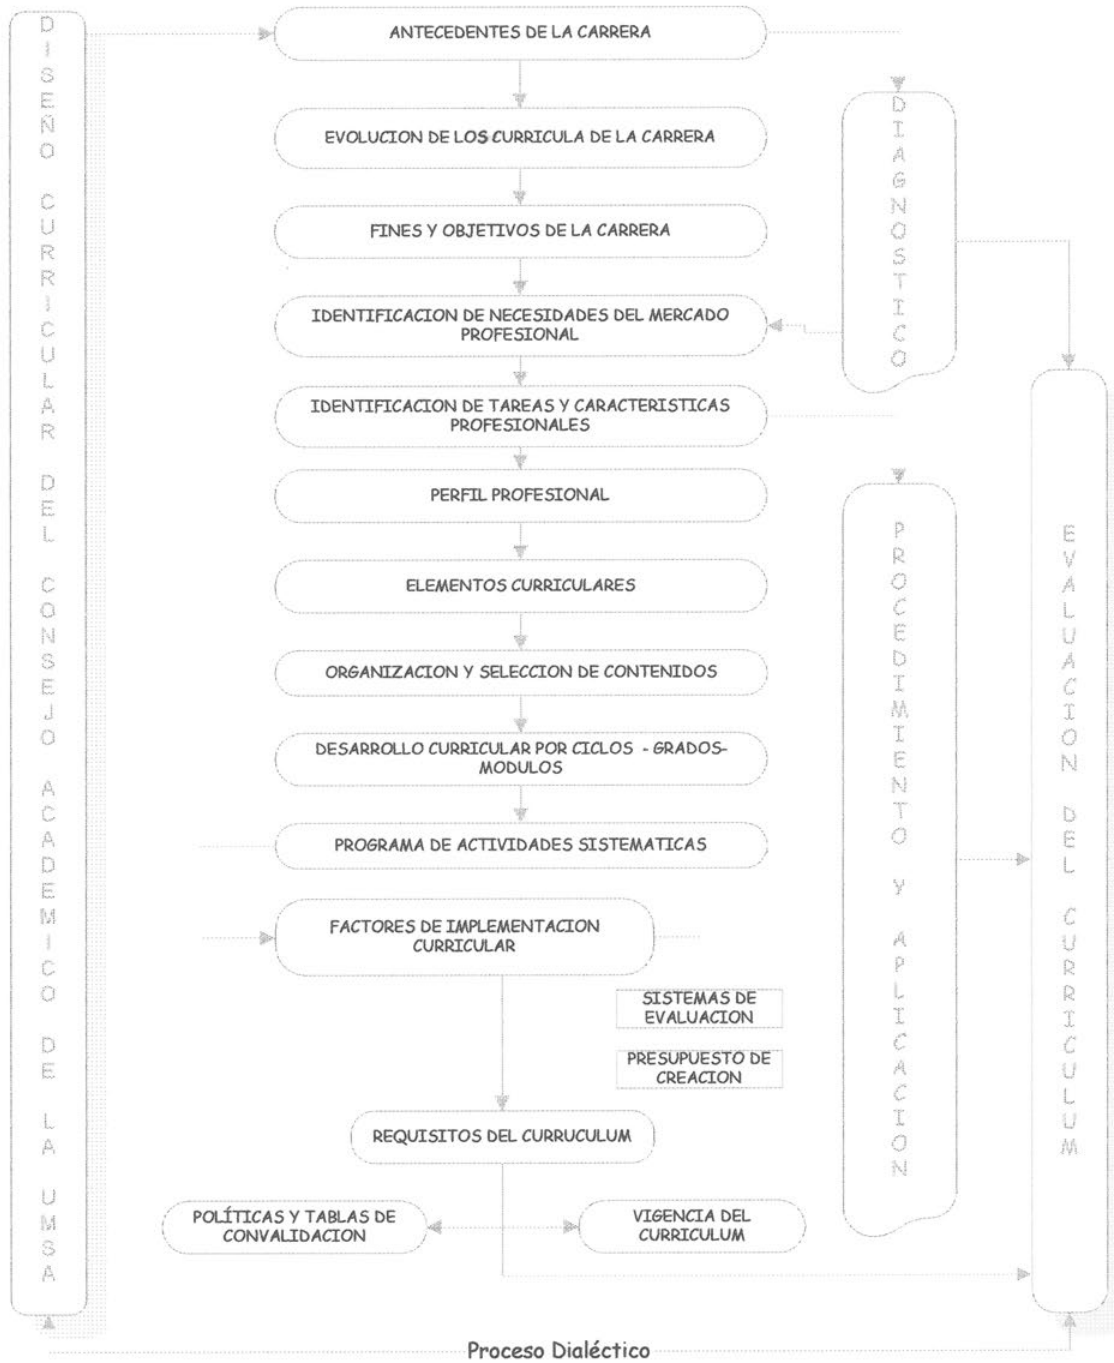 DISEÑO CURRICULAR DEL CONSEJO ACADEMICO DE LA UMSA
ANTECEDENTES DE LA CARRERA
EVOLUCION DE LOS CURRICULA DE LA CARRERA
FINES Y OBJETIVOS DE LA CARRERA
IDENTIFICACION DE NECESIDADES DEL MERCADO
PROFESIONAL
IDENTIFICACION DE TAREAS Y CARACTERISTICAS
PROFESIONALES
PERFIL PROFESIONAL
ELEMENTOS CURRICULARES
ORGANIZACION Y SELECCION DE CONTENIDOS
DESARROLLO CURRICULAR POR CICLOS - GRADOS-
MODULOS
PROGRAMA DE ACTIVIDADES SISTEMATICAS
FACTORES DE IMPLEMENTACION
CURRICULAR
SISTEMAS DE
EVALUACION
PRESUPUESTO DE
CREACION
REQUISITOS DEL CURRUCULUM
POLÍTICAS Y TABLAS DE
CONVALIDACION
VIGENCIA DEL
CURRICULUM
DIAGNOSTICO
PROCEDIMIENTO Y APLICACION
EVALUACION DEL CURRICULUM
Proceso Dialéctico